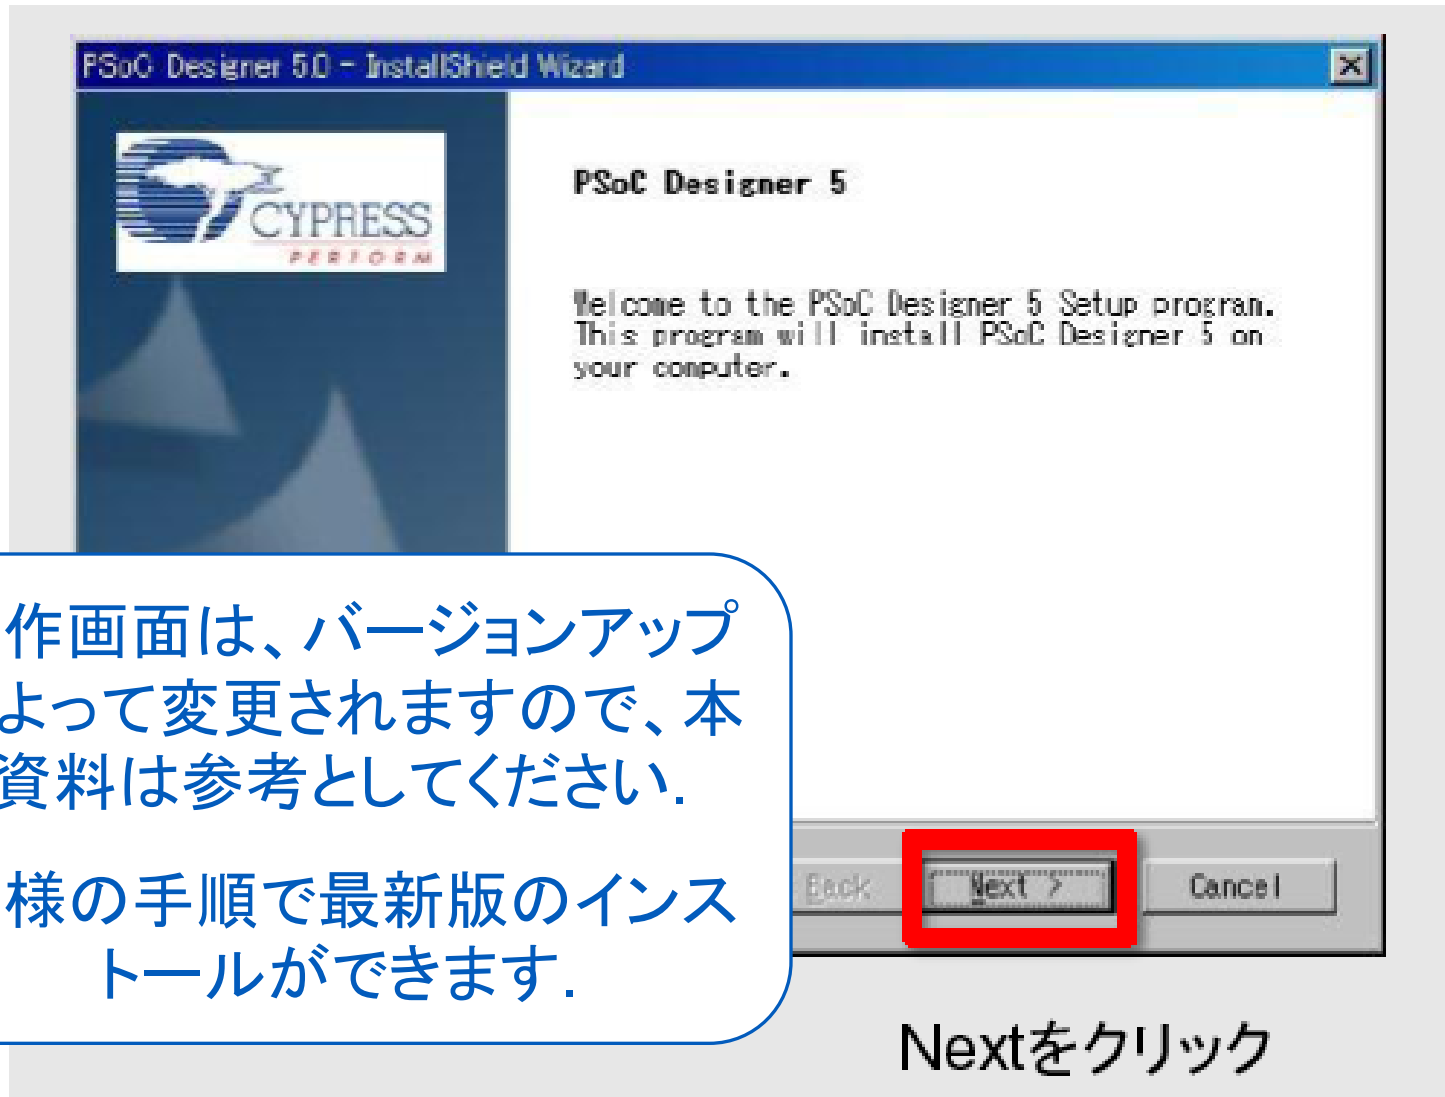 PSoC Designer 5.0 - InstallShield Wizard
CYPRESS
PERFORM
PSoC Designer 5
Welcome to the PSoC Designer 5 Setup program.
This program will install PSoC Designer 5 on
your computer.
作画面は、バージョンアップ
よって変更されますので、本
資料は参考としてください.
様の手順で最新版のインス
トールができます.
Back
Next >
Cancel
Nextをクリック